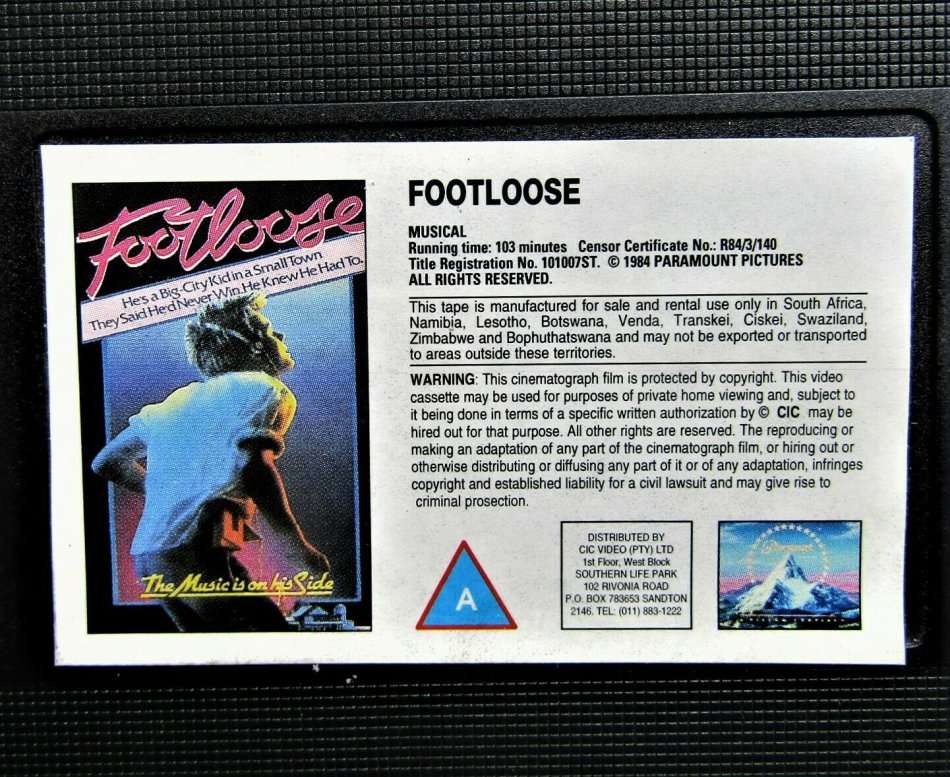 Footloose
He's a Big-City Kid in a Small Town
They Said He'd Never Win. He Knew He Had To.
The Music is on his Side
FOOTLOOSE
MUSICAL
Running time: 103 minutes Censor Certificate No.: R84/3/140
Title Registration No. 101007ST. © 1984 PARAMOUNT PICTURES
ALL RIGHTS RESERVED.
This tape is manufactured for sale and rental use only in South Africa,
Namibia, Lesotho, Botswana, Venda, Transkei, Ciskei, Swaziland,
Zimbabwe and Bophuthatswana and may not be exported or transported
to areas outside these territories.
WARNING: This cinematograph film is protected by copyright. This video
cassette may be used for purposes of private home viewing and, subject to
it being done in terms of a specific written authorization by © CIC may be
hired out for that purpose. All other rights are reserved. The reproducing or
making an adaptation of any part of the cinematograph film, or hiring out or
otherwise distributing or diffusing any part of it or of any adaptation, infringes
copyright and established liability for a civil lawsuit and may give rise to
criminal prosection.
A
DISTRIBUTED BY
CIC VIDEO (PTY) LTD
1st Floor, West Block
SOUTHERN LIFE PARK
102 RIVONIA ROAD
P.O. BOX 783653 SANDTON
2146. TEL: (011) 883-1222
Paramount